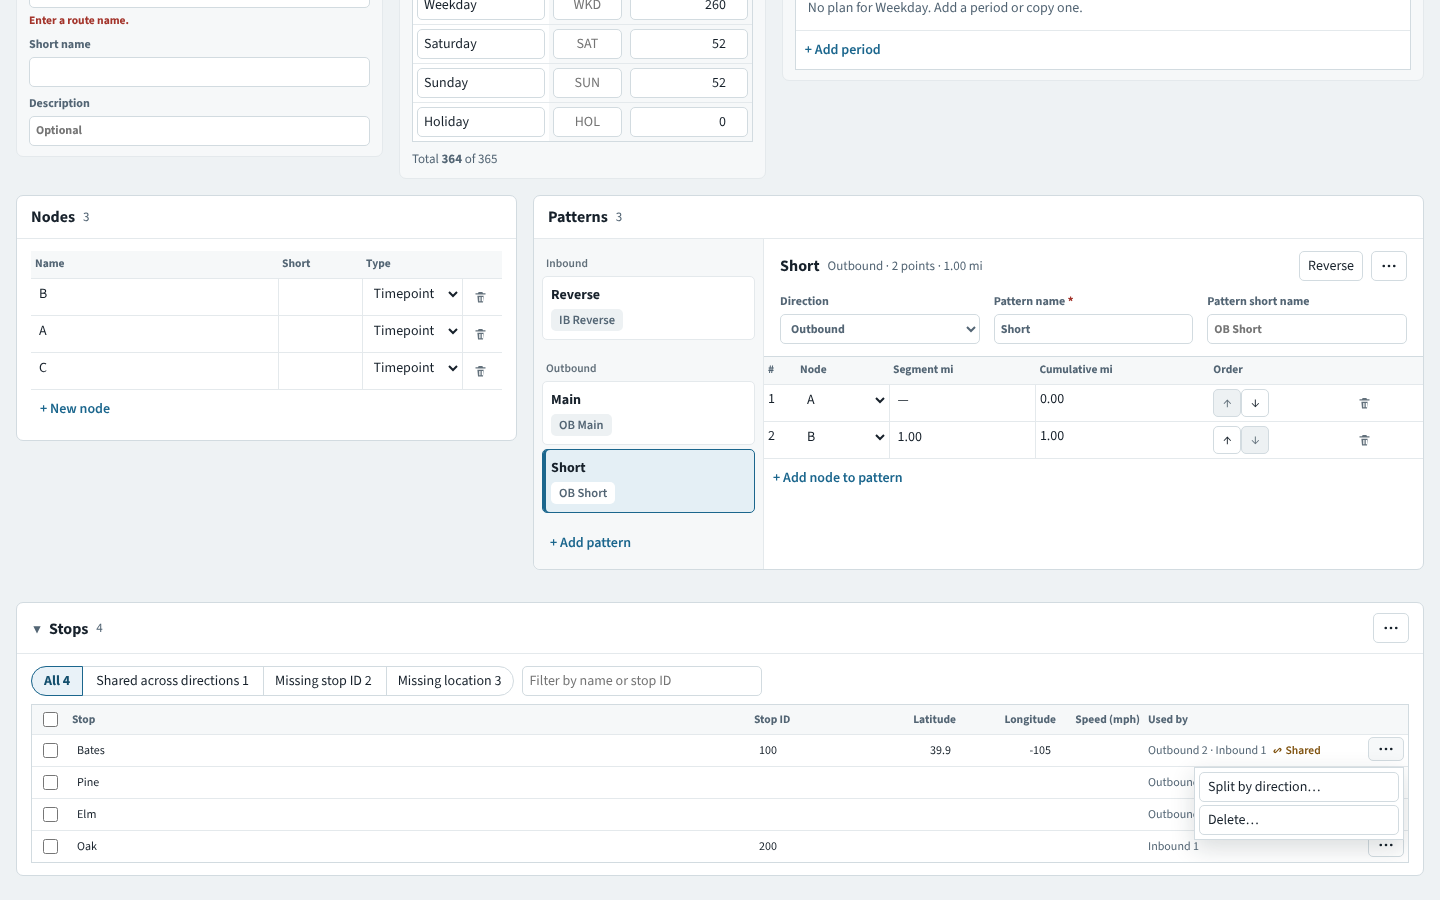 Enter a route name.
Short name
Description
Optional
Weekday WKD 260
Saturday SAT 52
Sunday SUN 52
Holiday HOL 0
Total 364 of 365
No plan for Weekday. Add a period or copy one.
+ Add period
Nodes 3
Name Short Type
B Timepoint
A Timepoint
C Timepoint
+ New node
Patterns 3
Inbound
Reverse
IB Reverse
Outbound
Main
OB Main
Short
OB Short
+ Add pattern
Short Outbound · 2 points · 1.00 mi
Reverse ...
Direction Pattern name * Pattern short name
Outbound Short OB Short
# Node Segment mi Cumulative mi Order
1 A — 0.00 ↑ ↓
2 B 1.00 1.00 ↑ ↓
+ Add node to pattern
▼ Stops 4 ...
All 4 Shared across directions 1 Missing stop ID 2 Missing location 3 Filter by name or stop ID
Stop Stop ID Latitude Longitude Speed (mph) Used by
Bates 100 39.9 -105 Outbound 2 · Inbound 1 Shared ...
Pine
Elm
Oak 200 Inbound 1 ...
Split by direction…
Delete…